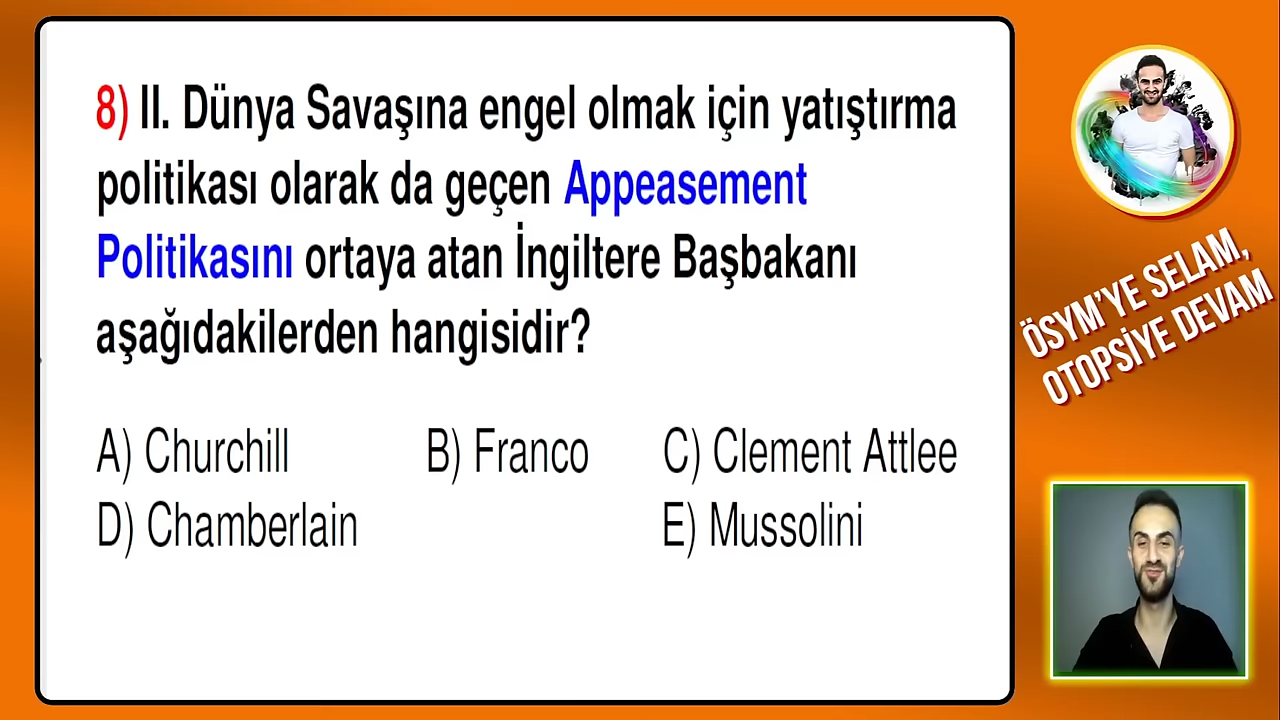 8) II. Dünya Savaşına engel olmak için yatıştırma
politikası olarak da geçen Appeasement
Politikasını ortaya atan İngiltere Başbakanı
aşağıdakilerden hangisidir?
A) Churchill B) Franco C) Clement Attlee
D) Chamberlain E) Mussolini
ÖSYM'YE SELAM,
OTOPSİYE DEVAM